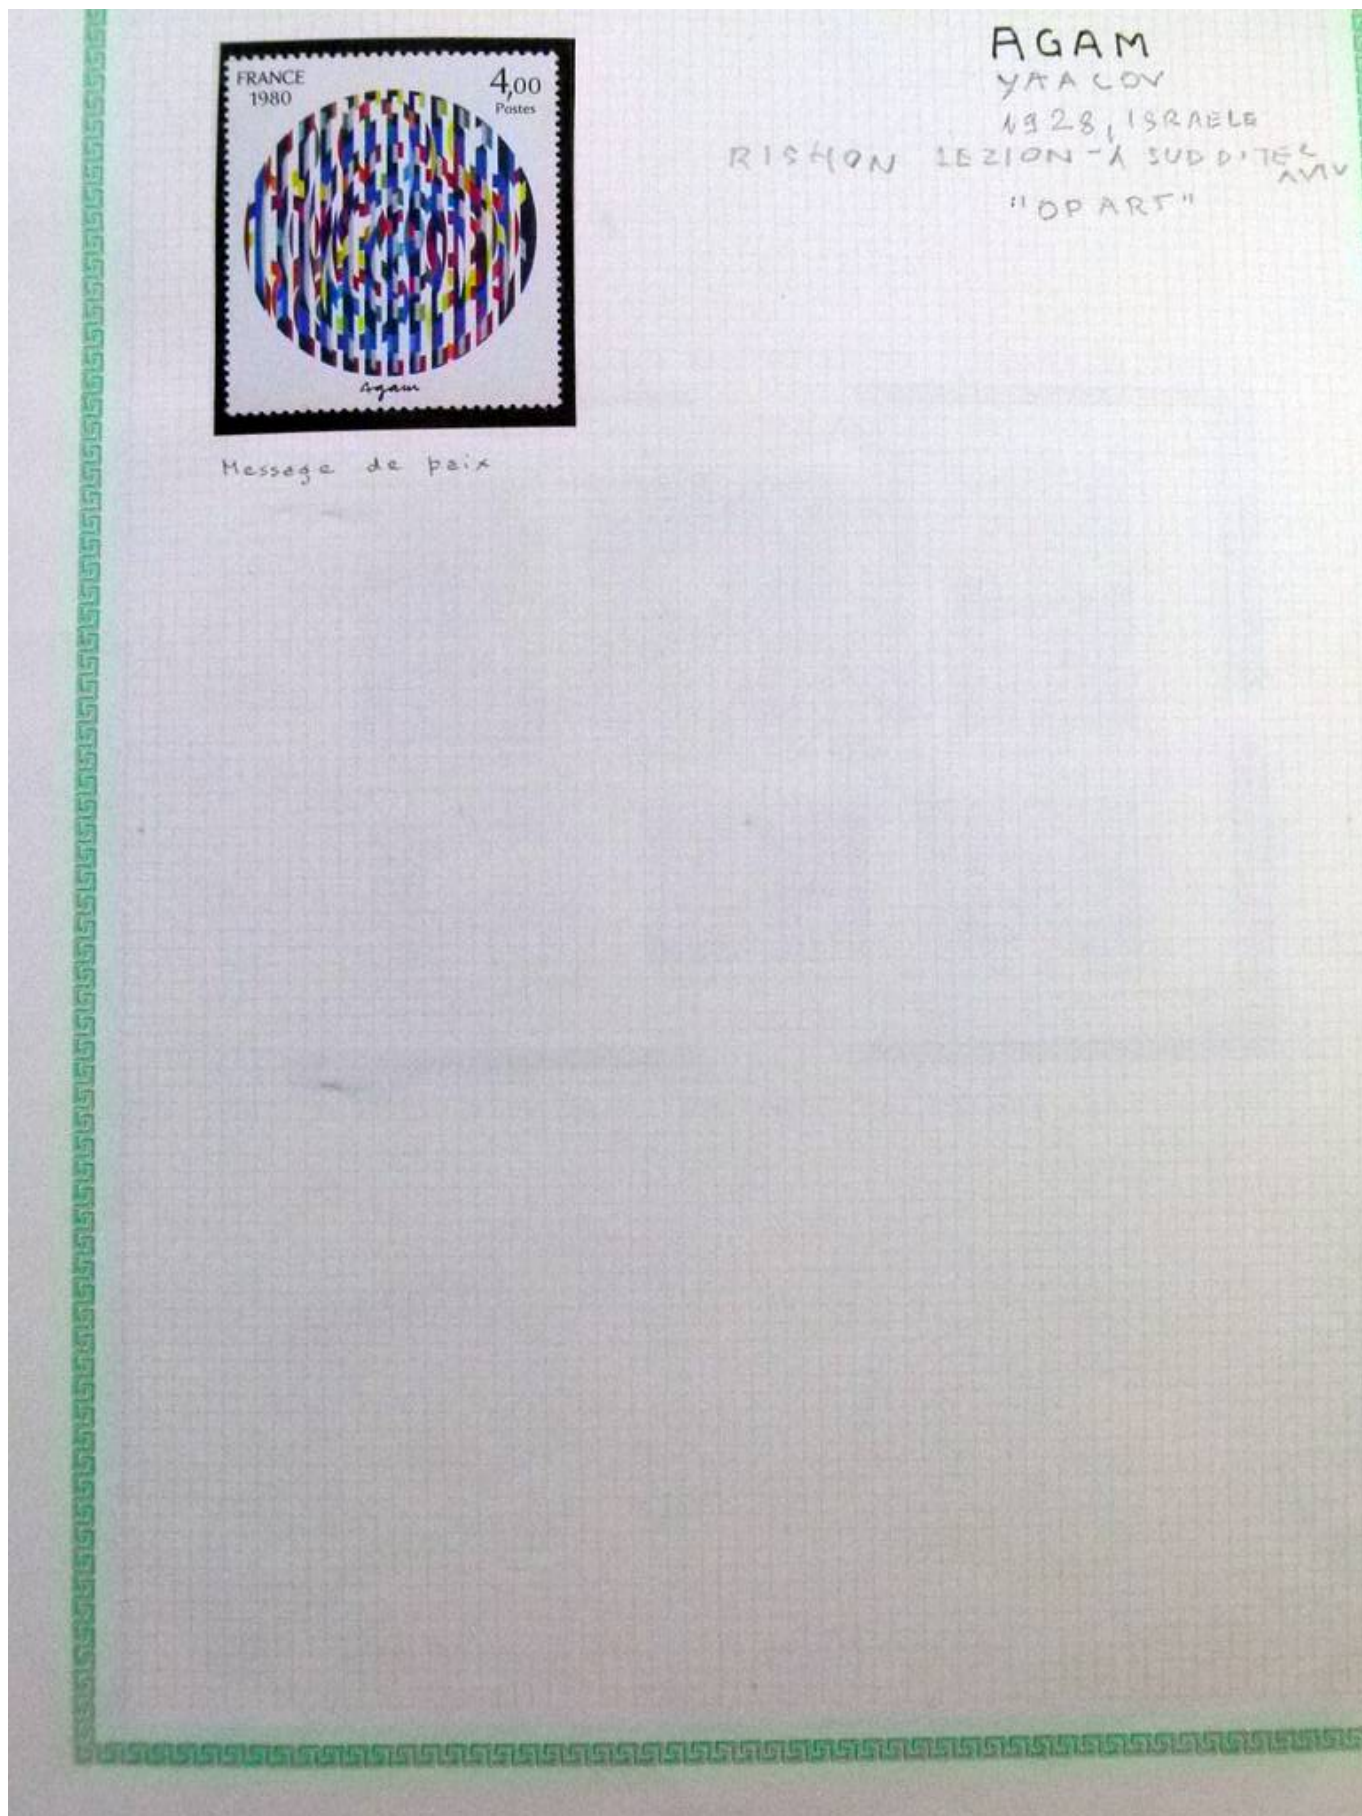 FRANCE
1980
4,00
Postes
Agam
Message de paix
AGAM
YAACOV
1928, ISRAELE
RISHON LEZION - A SUD DI TEL
AVIV
"OP ART"